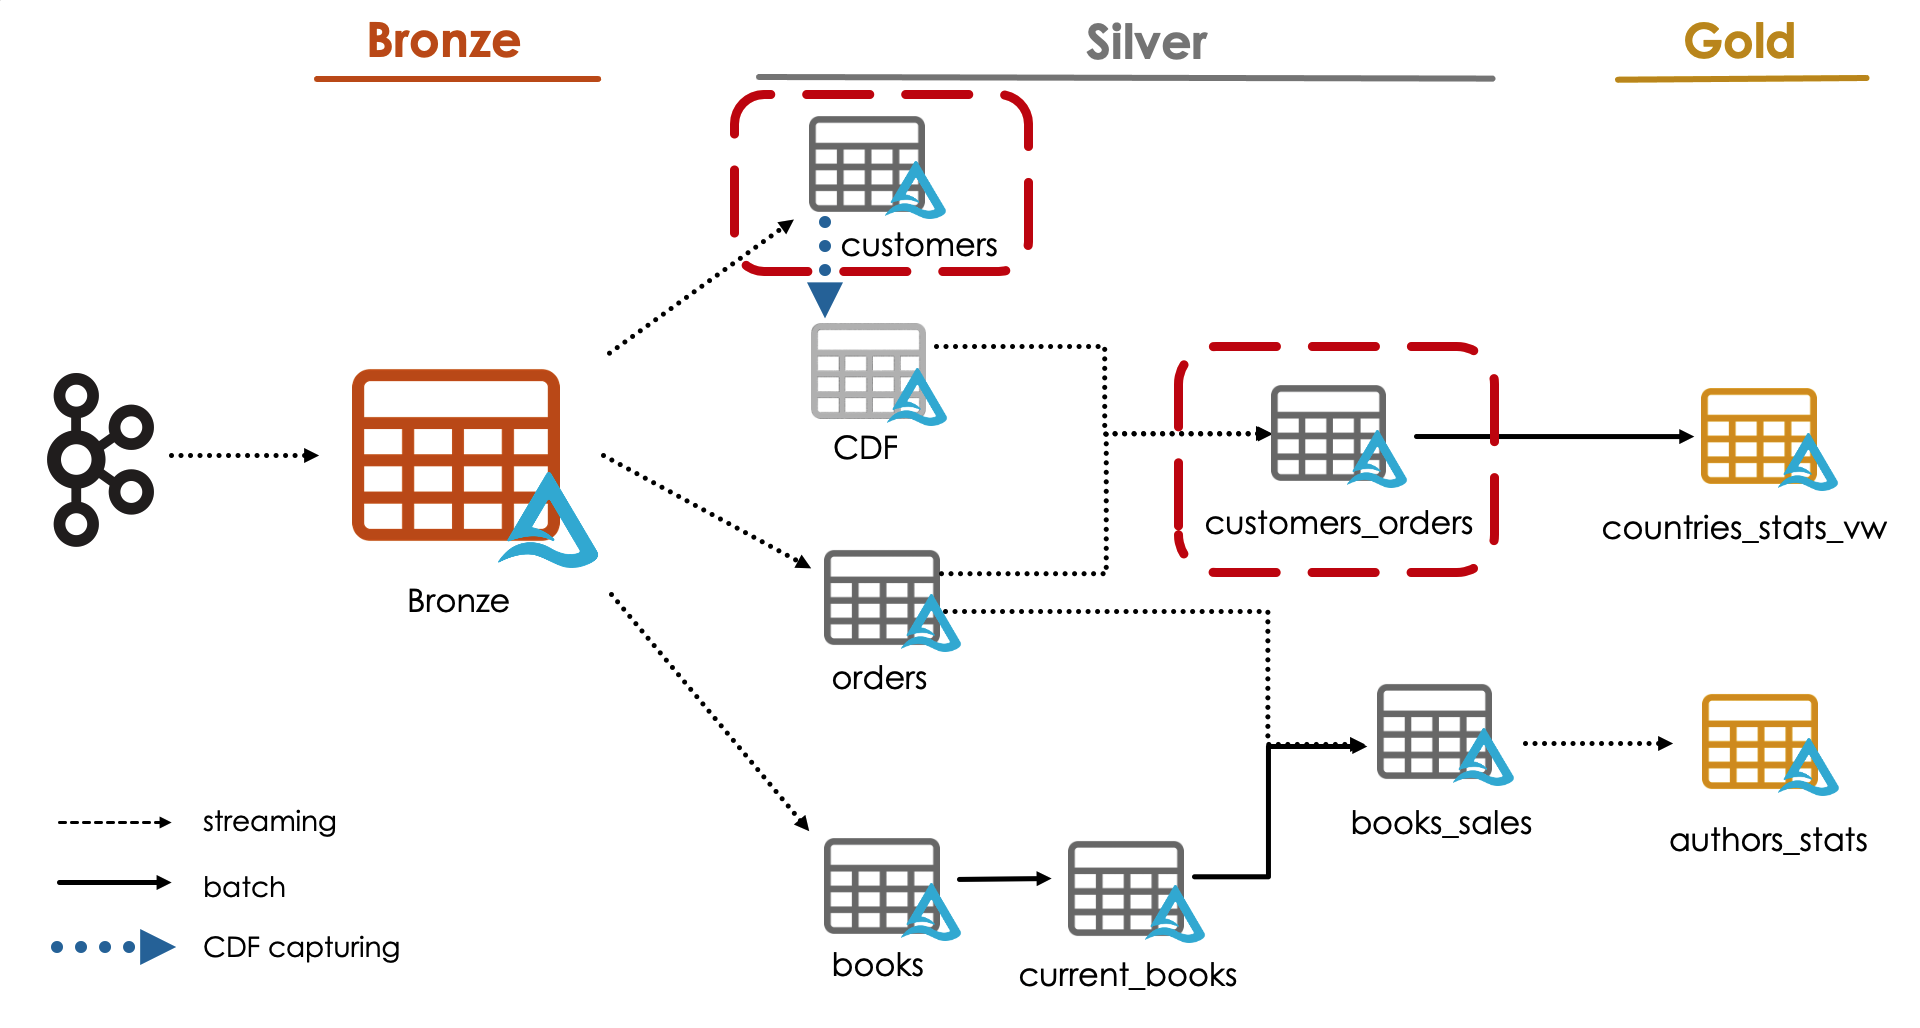 Bronze
Silver
Gold
customers
CDF
customers_orders
countries_stats_vw
Bronze
orders
books_sales
authors_stats
streaming
batch
CDF capturing
books
current_books